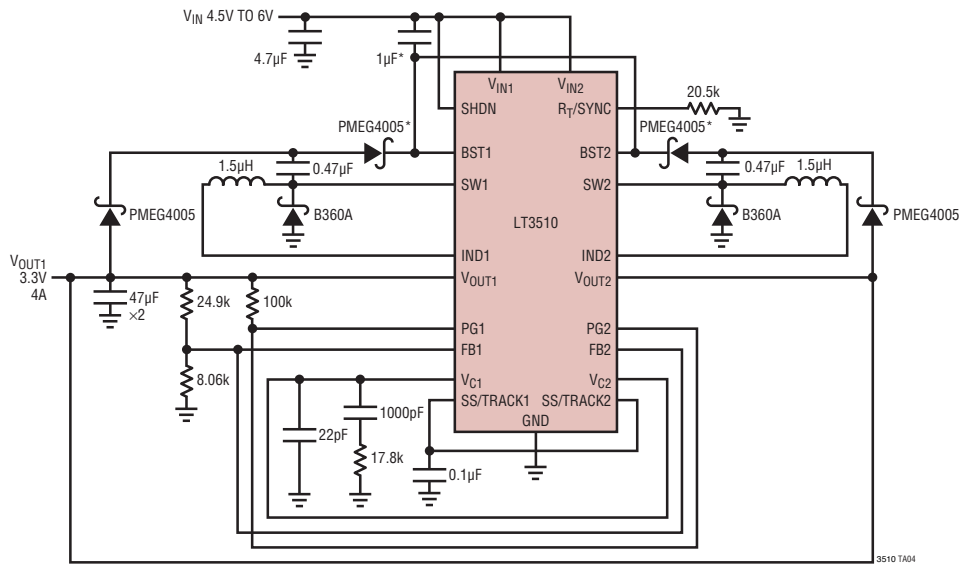 VIN 4.5V TO 6V
4.7µF
1µF*
VIN1
VIN2
SHDN
RT/SYNC
20.5k
PMEG4005*
PMEG4005*
BST1
BST2
1.5µH
0.47µF
0.47µF
1.5µH
SW1
SW2
PMEG4005
B360A
LT3510
B360A
PMEG4005
IND1
IND2
VOUT1
3.3V
4A
VOUT1
VOUT2
47µF
×2
24.9k
100k
PG1
PG2
FB1
FB2
8.06k
VC1
VC2
SS/TRACK1
SS/TRACK2
1000pF
GND
22pF
17.8k
0.1µF
3510 TA04